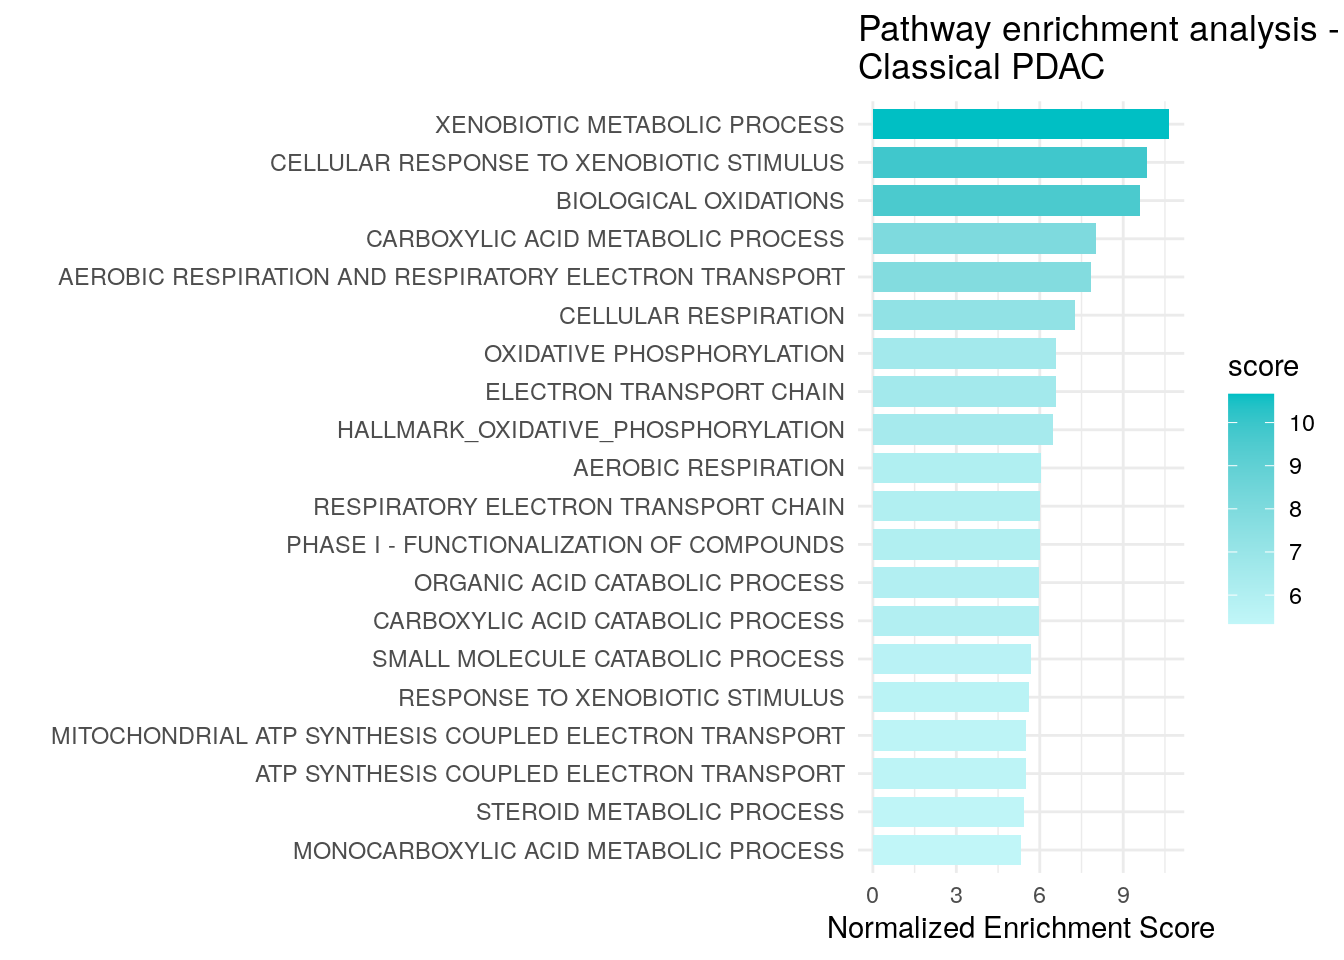 Pathway enrichment analysis -
Classical PDAC
XENOBIOTIC METABOLIC PROCESS
CELLULAR RESPONSE TO XENOBIOTIC STIMULUS
BIOLOGICAL OXIDATIONS
CARBOXYLIC ACID METABOLIC PROCESS
AEROBIC RESPIRATION AND RESPIRATORY ELECTRON TRANSPORT
CELLULAR RESPIRATION
OXIDATIVE PHOSPHORYLATION
ELECTRON TRANSPORT CHAIN
HALLMARK_OXIDATIVE_PHOSPHORYLATION
AEROBIC RESPIRATION
RESPIRATORY ELECTRON TRANSPORT CHAIN
PHASE I - FUNCTIONALIZATION OF COMPOUNDS
ORGANIC ACID CATABOLIC PROCESS
CARBOXYLIC ACID CATABOLIC PROCESS
SMALL MOLECULE CATABOLIC PROCESS
RESPONSE TO XENOBIOTIC STIMULUS
MITOCHONDRIAL ATP SYNTHESIS COUPLED ELECTRON TRANSPORT
ATP SYNTHESIS COUPLED ELECTRON TRANSPORT
STEROID METABOLIC PROCESS
MONOCARBOXYLIC ACID METABOLIC PROCESS
0 3 6 9
Normalized Enrichment Score
score
10
9
8
7
6